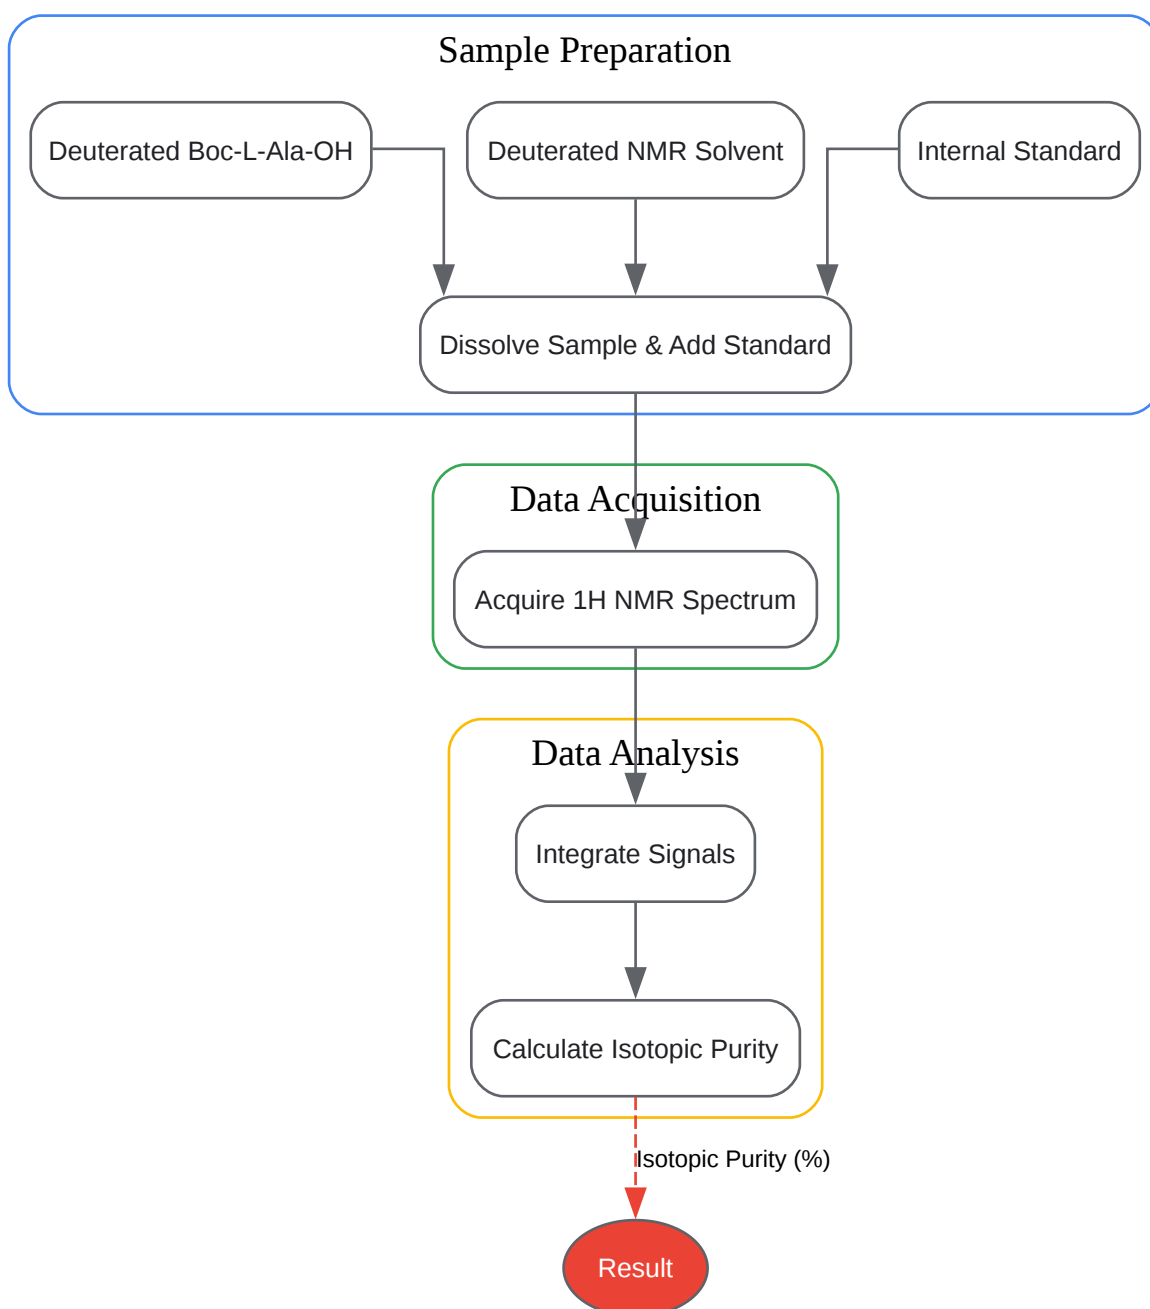 Sample Preparation
Deuterated Boc-L-Ala-OH
Deuterated NMR Solvent
Internal Standard
Dissolve Sample & Add Standard
Data Acquisition
Acquire 1H NMR Spectrum
Data Analysis
Integrate Signals
Calculate Isotopic Purity
Isotopic Purity (%)
Result